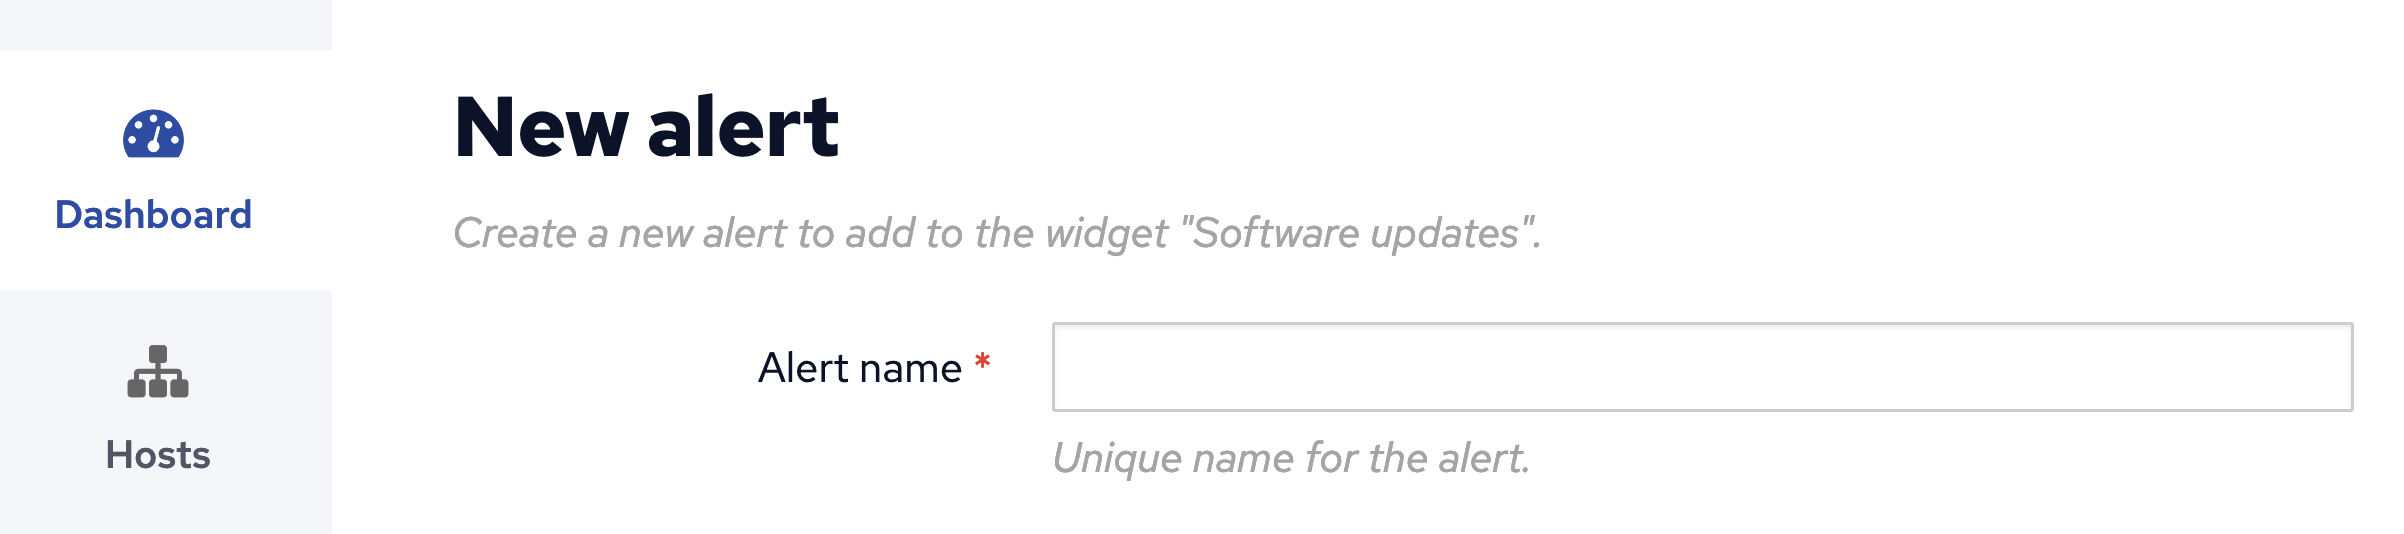 Dashboard
Hosts
New alert
Create a new alert to add to the widget "Software updates".
Alert name *
Unique name for the alert.